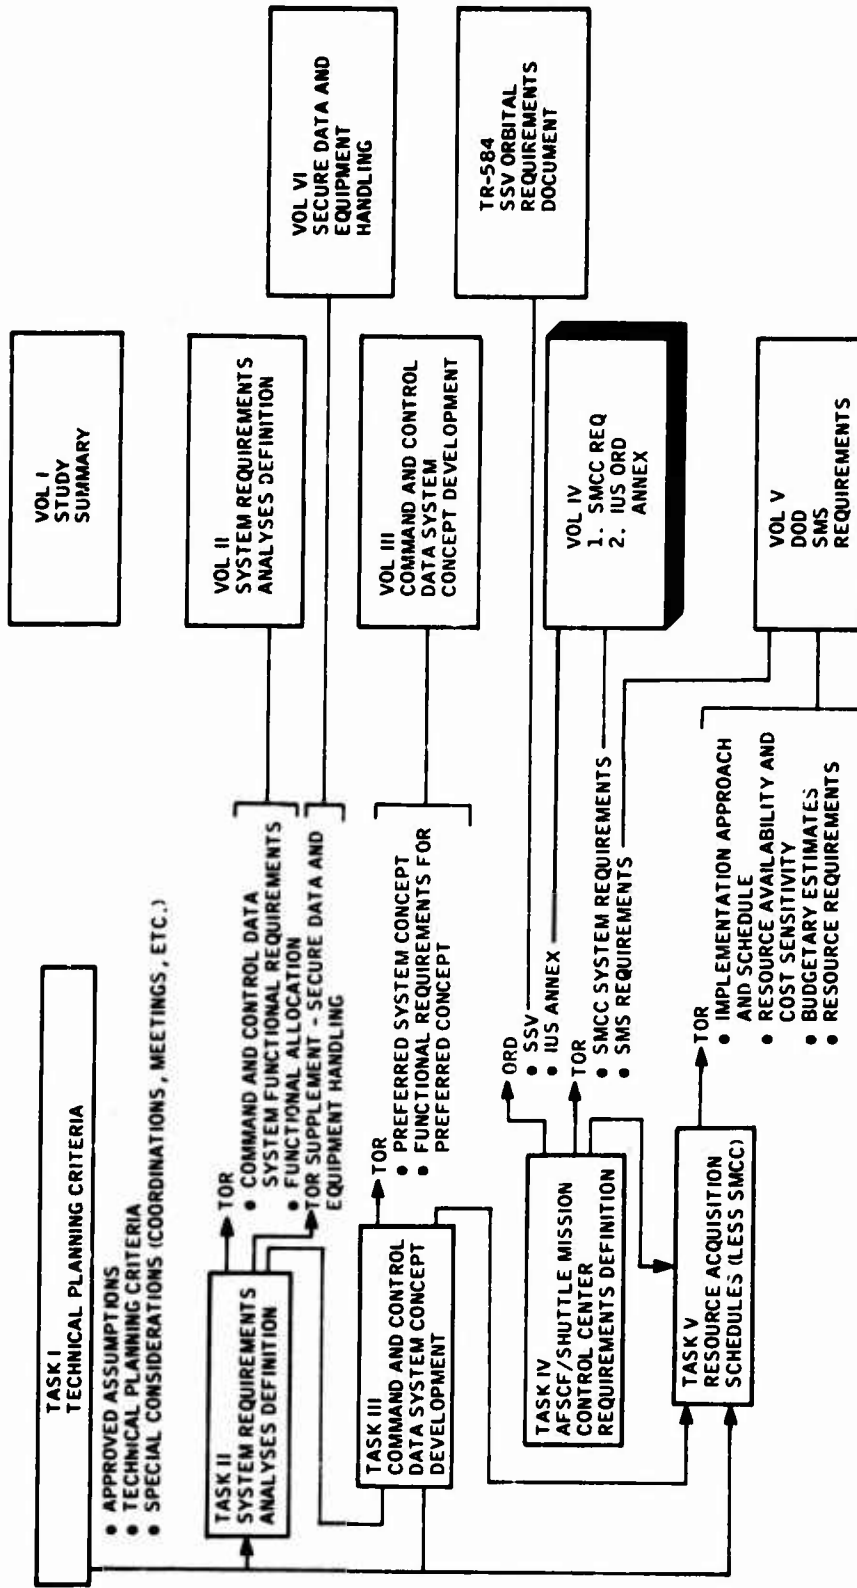 TASK I
TECHNICAL PLANNING CRITERIA
• APPROVED ASSUMPTIONS
• TECHNICAL PLANNING CRITERIA
• SPECIAL CONSIDERATIONS (COORDINATIONS, MEETINGS, ETC.)
TASK II
SYSTEM REQUIREMENTS
ANALYSES DEFINITION
TOR
• COMMAND AND CONTROL DATA
SYSTEM FUNCTIONAL REQUIREMENTS
• FUNCTIONAL ALLOCATION
TOR SUPPLEMENT - SECURE DATA AND
EQUIPMENT HANDLING
TASK III
COMMAND AND CONTROL
DATA SYSTEM CONCEPT
DEVELOPMENT
TOR
• PREFERRED SYSTEM CONCEPT
• FUNCTIONAL REQUIREMENTS FOR
PREFERRED CONCEPT
TASK IV
AFSCF/SHUTTLE MISSION
CONTROL CENTER
REQUIREMENTS DEFINITION
ORD
• SSV
• IUS ANNEX
TOR
• SMCC SYSTEM REQUIREMENTS
• SMS REQUIREMENTS
TASK V
RESOURCE ACQUISITION
SCHEDULES (LESS SMCC)
TOR
• IMPLEMENTATION APPROACH
AND SCHEDULE
• RESOURCE AVAILABILITY AND
COST SENSITIVITY
• BUDGETARY ESTIMATES
• RESOURCE REQUIREMENTS
VOL I
STUDY
SUMMARY
VOL II
SYSTEM REQUIREMENTS
ANALYSES DEFINITION
VOL VI
SECURE DATA AND
EQUIPMENT
HANDLING
VOL III
COMMAND AND CONTROL
DATA SYSTEM
CONCEPT DEVELOPMENT
TR-584
SSV ORBITAL
REQUIREMENTS
DOCUMENT
VOL IV
1. SMCC REQ
2. IUS ORD
ANNEX
VOL V
DOD
SMS
REQUIREMENTS